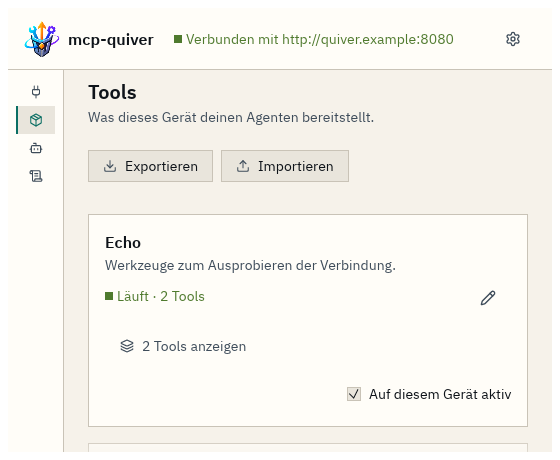 mcp-quiver
Verbunden mit http://quiver.example:8080
Tools
Was dieses Gerät deinen Agenten bereitstellt.
Exportieren
Importieren
Echo
Werkzeuge zum Ausprobieren der Verbindung.
Läuft · 2 Tools
2 Tools anzeigen
Auf diesem Gerät aktiv